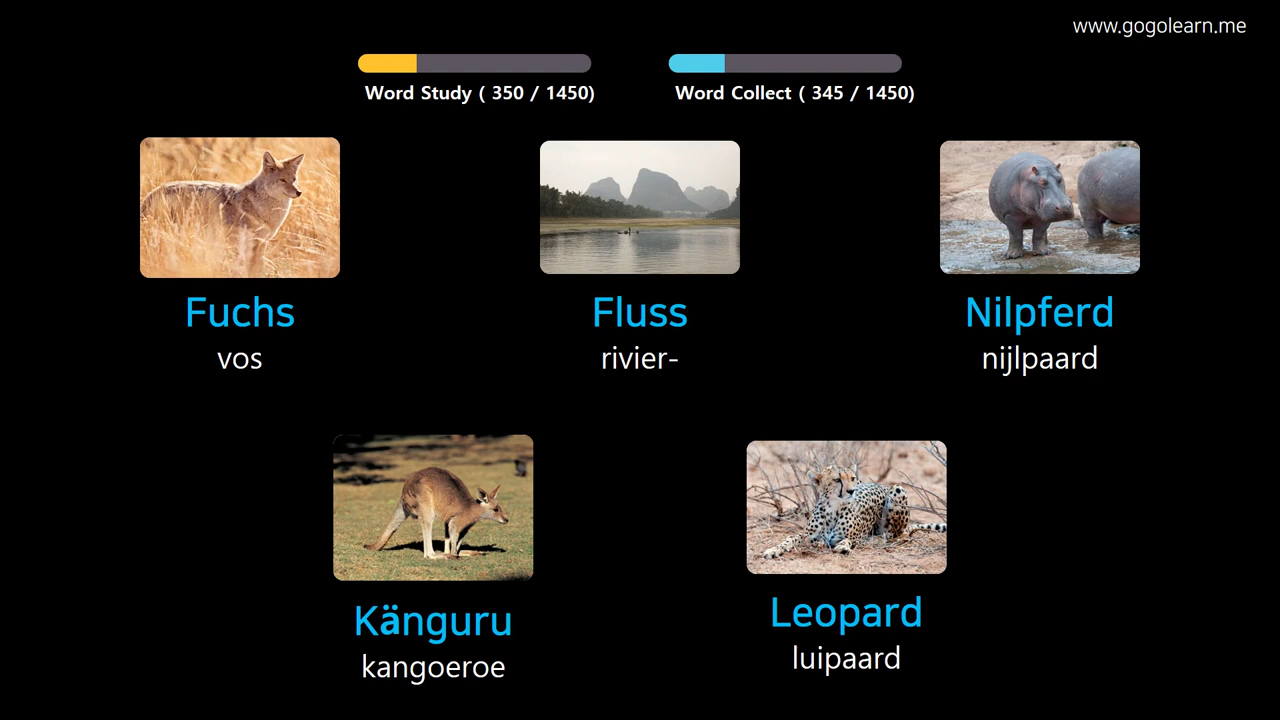 www.gogolearn.me
Word Study ( 350 / 1450)
Word Collect ( 345 / 1450)
Fuchs
vos
Fluss
rivier-
Nilpferd
nijlpaard
Känguru
kangoeroe
Leopard
luipaard